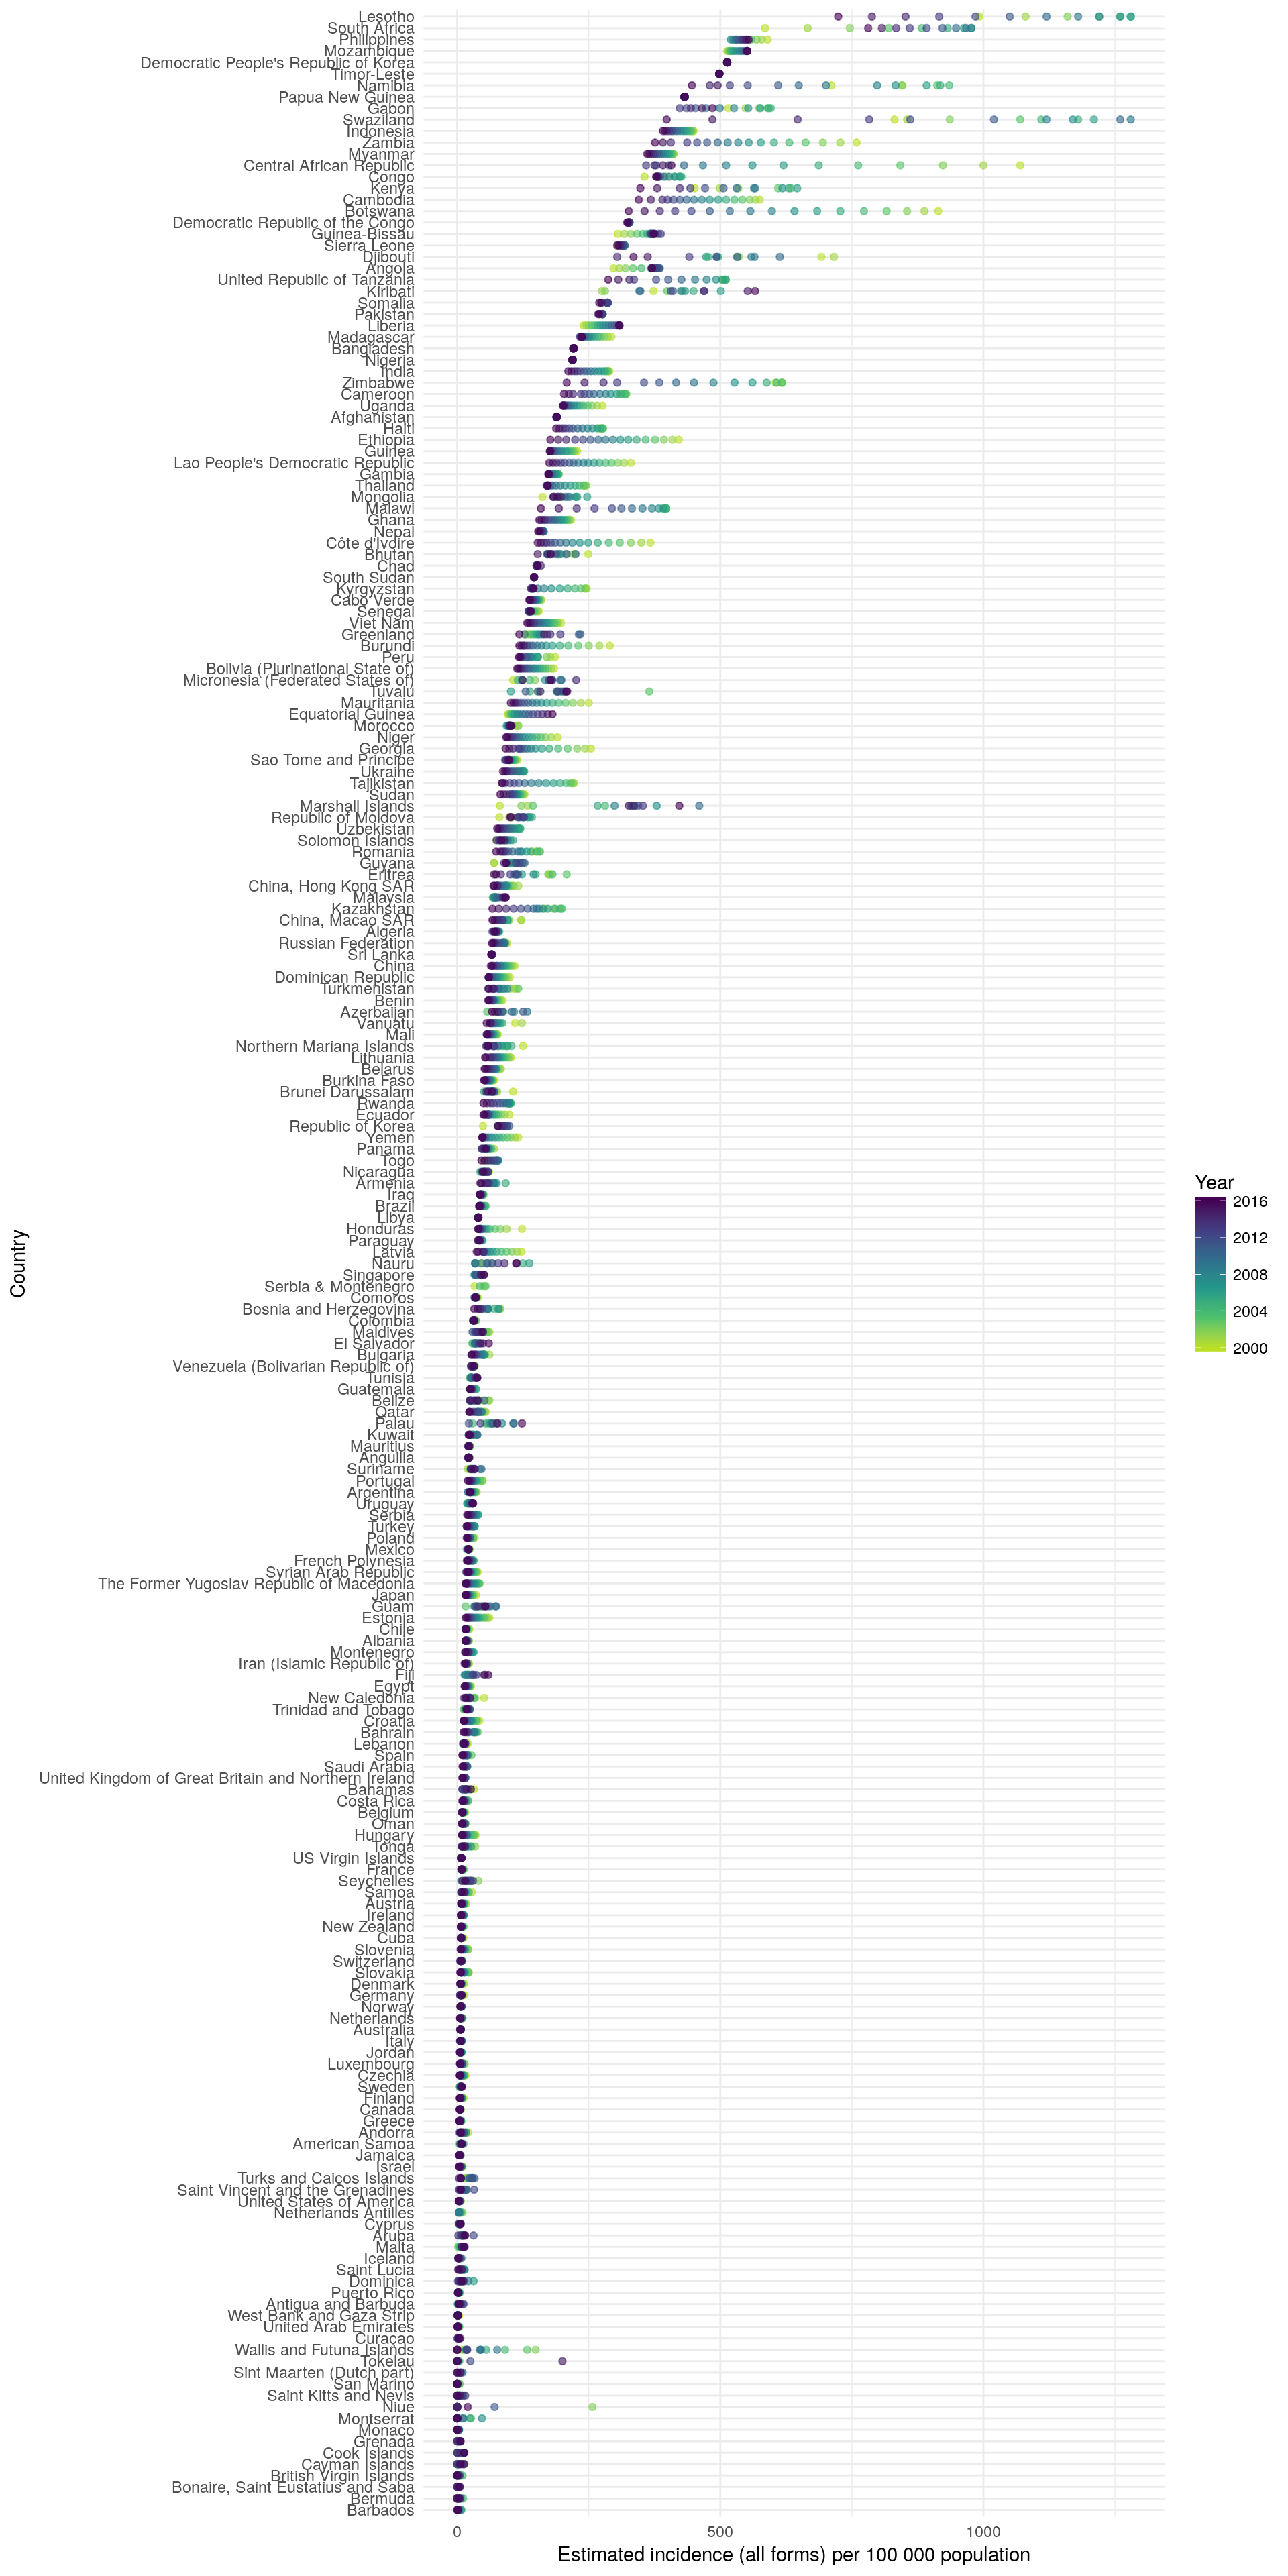 Lesotho
South Africa
Philippines
Mozambique
Democratic People's Republic of Korea
Timor-Leste
Namibia
Papua New Guinea
Gabon
Swaziland
Indonesia
Zambia
Myanmar
Central African Republic
Congo
Kenya
Cambodia
Botswana
Democratic Republic of the Congo
Guinea-Bissau
Sierra Leone
Djibouti
Angola
United Republic of Tanzania
Kiribati
Somalia
Pakistan
Liberia
Madagascar
Bangladesh
Nigeria
India
Zimbabwe
Cameroon
Uganda
Afghanistan
Haiti
Ethiopia
Guinea
Lao People's Democratic Republic
Gambia
Thailand
Mongolia
Malawi
Ghana
Nepal
Côte d'Ivoire
Bhutan
Chad
South Sudan
Kyrgyzstan
Cabo Verde
Senegal
Viet Nam
Greenland
Burundi
Peru
Bolivia (Plurinational State of)
Micronesia (Federated States of)
Tuvalu
Mauritania
Equatorial Guinea
Morocco
Niger
Georgia
Sao Tome and Principe
Ukraine
Tajikistan
Sudan
Marshall Islands
Republic of Moldova
Uzbekistan
Solomon Islands
Romania
Guyana
Eritrea
China, Hong Kong SAR
Malaysia
Kazakhstan
China, Macao SAR
Algeria
Russian Federation
Sri Lanka
China
Dominican Republic
Turkmenistan
Benin
Azerbaijan
Vanuatu
Mali
Northern Mariana Islands
Lithuania
Belarus
Burkina Faso
Brunei Darussalam
Rwanda
Ecuador
Republic of Korea
Yemen
Panama
Togo
Nicaragua
Armenia
Iraq
Brazil
Libya
Honduras
Paraguay
Latvia
Nauru
Singapore
Serbia & Montenegro
Comoros
Bosnia and Herzegovina
Colombia
Maldives
El Salvador
Bulgaria
Venezuela (Bolivarian Republic of)
Tunisia
Guatemala
Belize
Qatar
Palau
Kuwait
Mauritius
Anguilla
Suriname
Portugal
Argentina
Uruguay
Serbia
Turkey
Poland
Mexico
French Polynesia
Syrian Arab Republic
The Former Yugoslav Republic of Macedonia
Japan
Guam
Estonia
Chile
Albania
Montenegro
Iran (Islamic Republic of)
Fiji
Egypt
New Caledonia
Trinidad and Tobago
Croatia
Bahrain
Lebanon
Spain
Saudi Arabia
United Kingdom of Great Britain and Northern Ireland
Bahamas
Costa Rica
Belgium
Oman
Hungary
Tonga
US Virgin Islands
France
Seychelles
Samoa
Austria
Ireland
New Zealand
Cuba
Slovenia
Switzerland
Slovakia
Denmark
Germany
Norway
Netherlands
Australia
Italy
Jordan
Luxembourg
Czechia
Sweden
Finland
Canada
Greece
Andorra
American Samoa
Jamaica
Israel
Turks and Caicos Islands
Saint Vincent and the Grenadines
United States of America
Netherlands Antilles
Cyprus
Aruba
Malta
Iceland
Saint Lucia
Dominica
Puerto Rico
Antigua and Barbuda
West Bank and Gaza Strip
United Arab Emirates
Curaçao
Wallis and Futuna Islands
Tokelau
Sint Maarten (Dutch part)
San Marino
Saint Kitts and Nevis
Niue
Montserrat
Monaco
Grenada
Cook Islands
Cayman Islands
British Virgin Islands
Bonaire, Saint Eustatius and Saba
Bermuda
Barbados
Country
0 500 1000
Estimated incidence (all forms) per 100 000 population
Year
2016
2012
2008
2004
2000